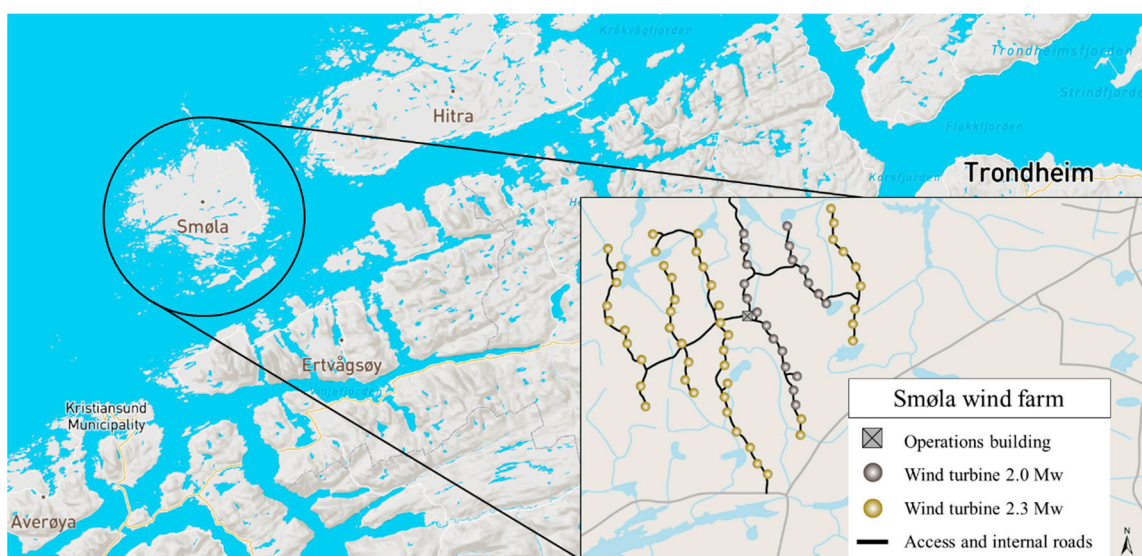 Kråkvågfjorden
Trondheimsfjorden
Strindfjorden
Hitra
Flakkfjorden
Korsfjorden
Trondheim
Smøla
Ertvågsøy
Kristiansund
Municipality
Averøya
Smøla wind farm
Operations building
Wind turbine 2.0 Mw
Wind turbine 2.3 Mw
Access and internal roads
N